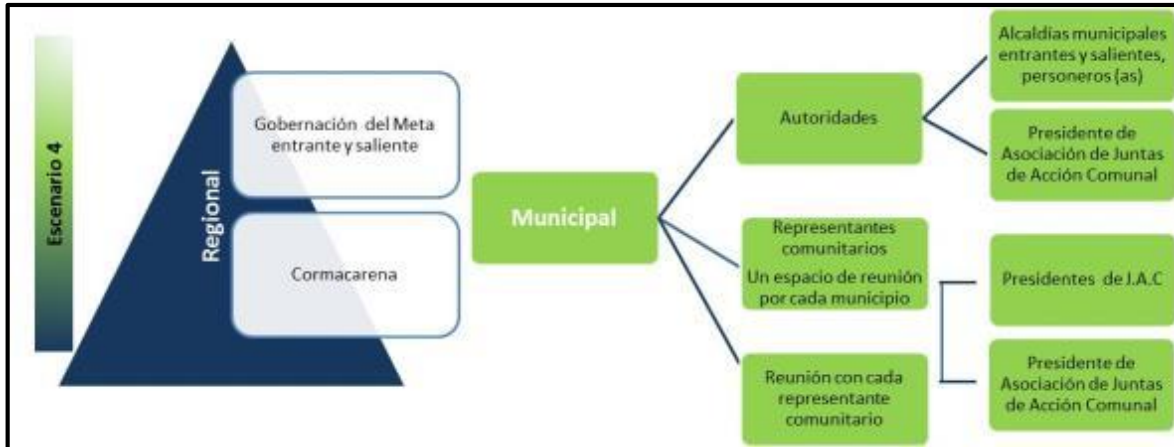 Escenario 4
Regional
Gobernación del Meta
entrante y saliente
Cormacarena
Municipal
Autoridades
Alcaldías municipales
entrantes y salientes,
personeros (as)
Presidente de
Asociación de Juntas
de Acción Comunal
Representantes
comunitarios
Un espacio de reunión
por cada municipio
Reunión con cada
representante
comunitario
Presidentes de J.A.C
Presidente de
Asociación de Juntas
de Acción Comunal